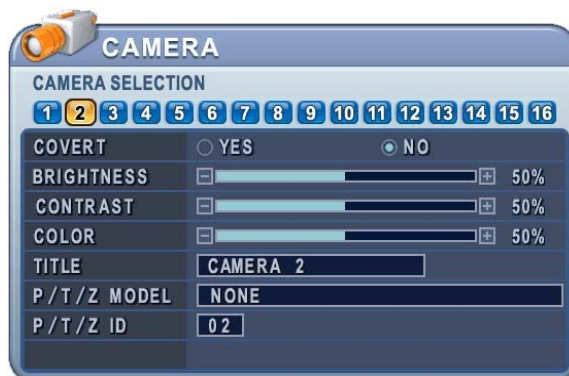 CAMERA
CAMERA SELECTION
1 2 3 4 5 6 7 8 9 10 11 12 13 14 15 16
COVERT YES NO
BRIGHTNESS 50%
CONTRAST 50%
COLOR 50%
TITLE CAMERA 2
P/T/Z MODEL NONE
P/T/Z ID 02